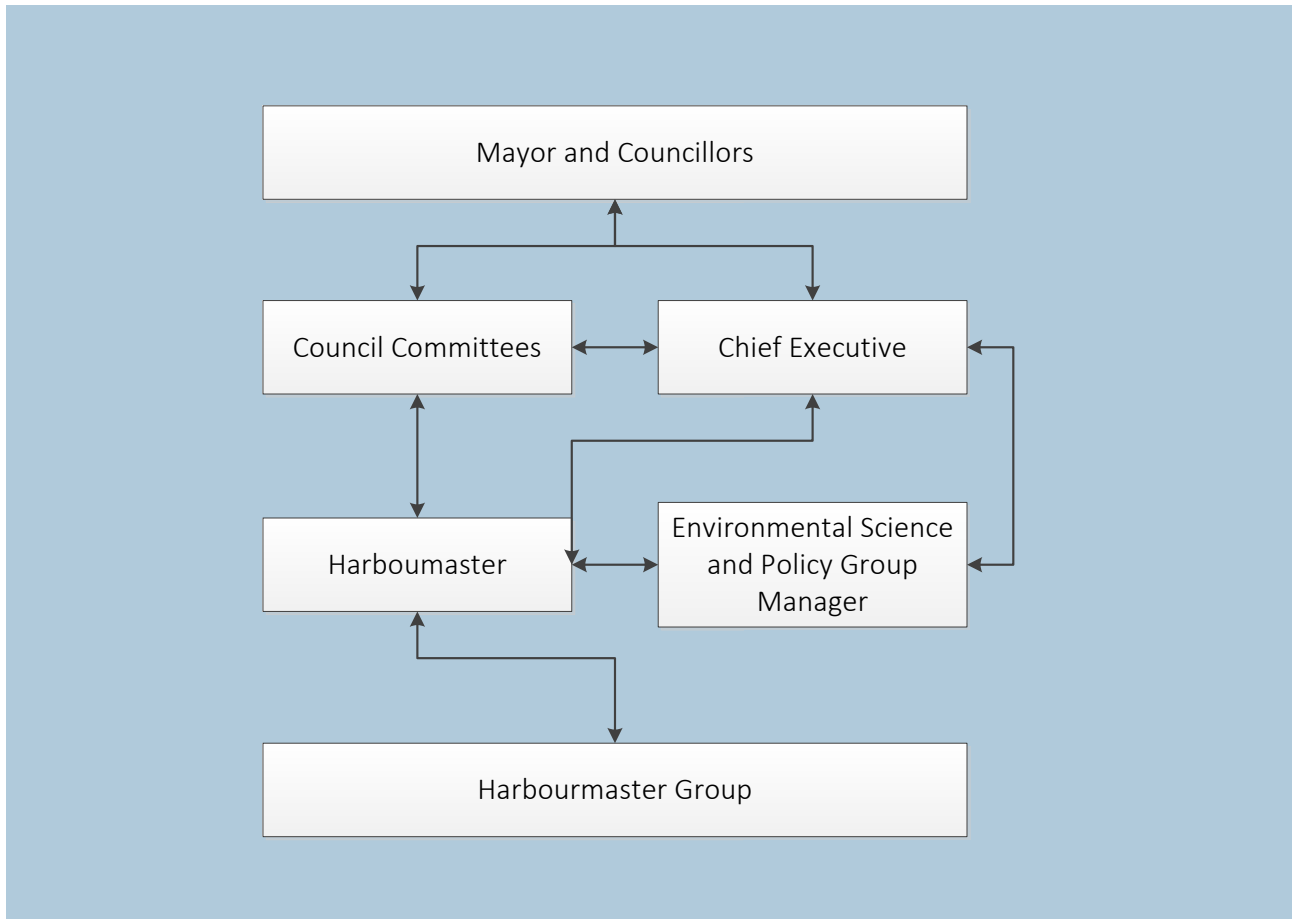 Mayor and Councillors
Council Committees
Chief Executive
Harboumaster
Environmental Science
and Policy Group
Manager
Harbourmaster Group